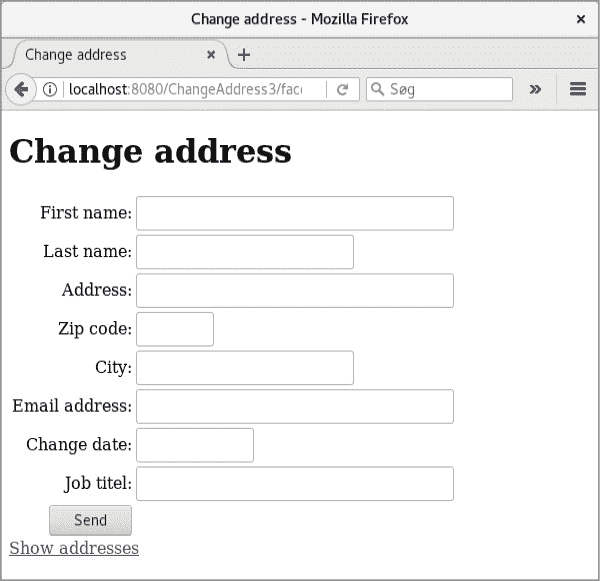 Change address - Mozilla Firefox
Change address
localhost:8080/ChangeAddress3/fac
Søg
Change address
First name:
Last name:
Address:
Zip code:
City:
Email address:
Change date:
Job titel:
Send
Show addresses